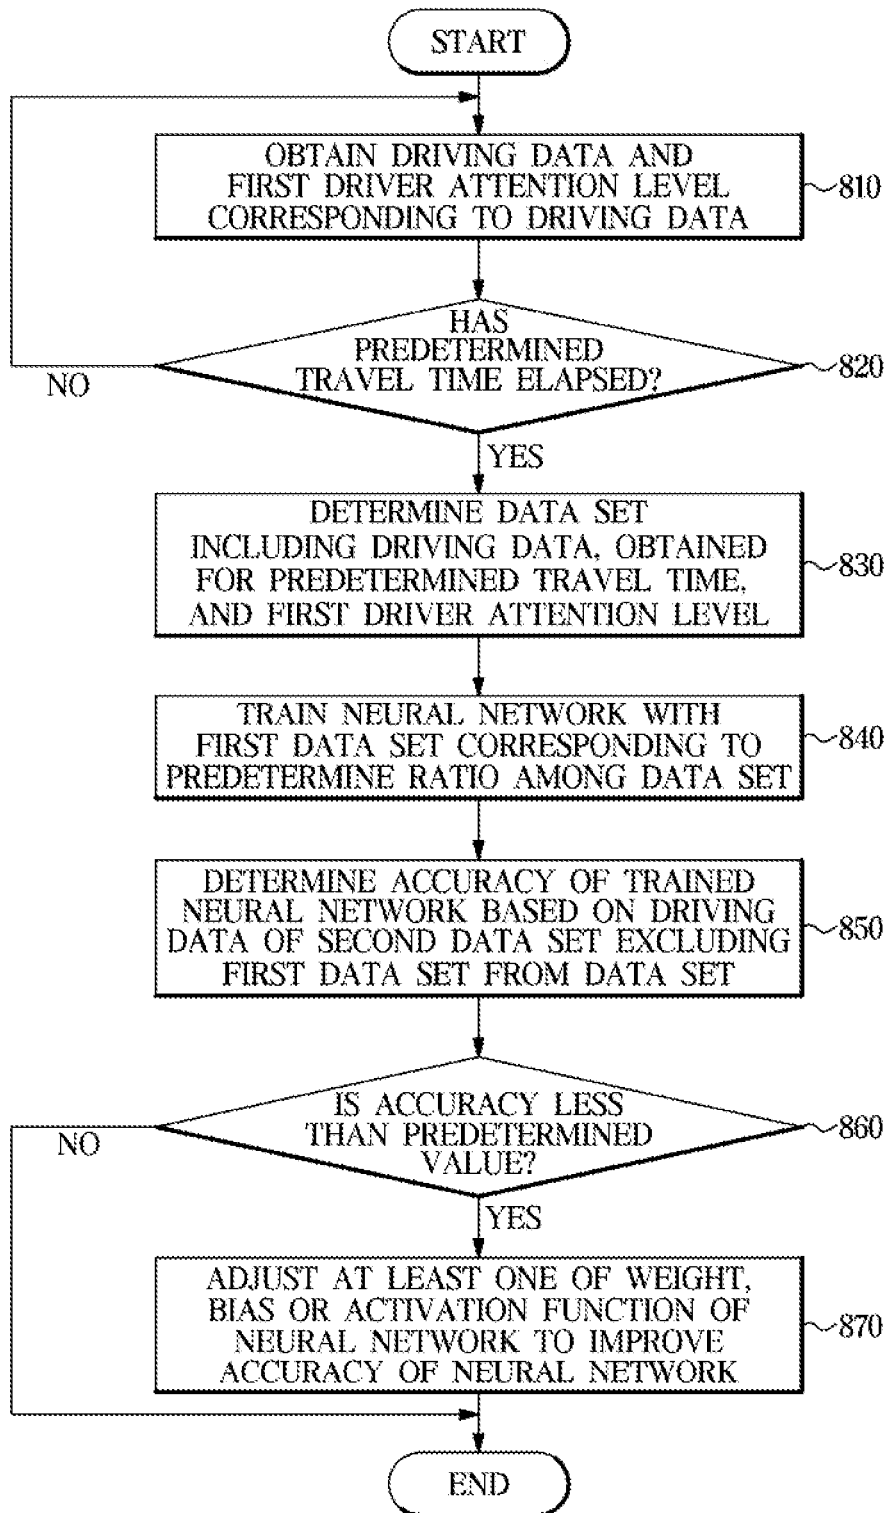 START
OBTAIN DRIVING DATA AND
FIRST DRIVER ATTENTION LEVEL
CORRESPONDING TO DRIVING DATA
810
HAS
PREDETERMINED
TRAVEL TIME ELAPSED?
820
NO
YES
DETERMINE DATA SET
INCLUDING DRIVING DATA, OBTAINED
FOR PREDETERMINED TRAVEL TIME,
AND FIRST DRIVER ATTENTION LEVEL
830
TRAIN NEURAL NETWORK WITH
FIRST DATA SET CORRESPONDING TO
PREDETERMINE RATIO AMONG DATA SET
840
DETERMINE ACCURACY OF TRAINED
NEURAL NETWORK BASED ON DRIVING
DATA OF SECOND DATA SET EXCLUDING
FIRST DATA SET FROM DATA SET
850
IS ACCURACY LESS
THAN PREDETERMINED
VALUE?
860
NO
YES
ADJUST AT LEAST ONE OF WEIGHT,
BIAS OR ACTIVATION FUNCTION OF
NEURAL NETWORK TO IMPROVE
ACCURACY OF NEURAL NETWORK
870
END